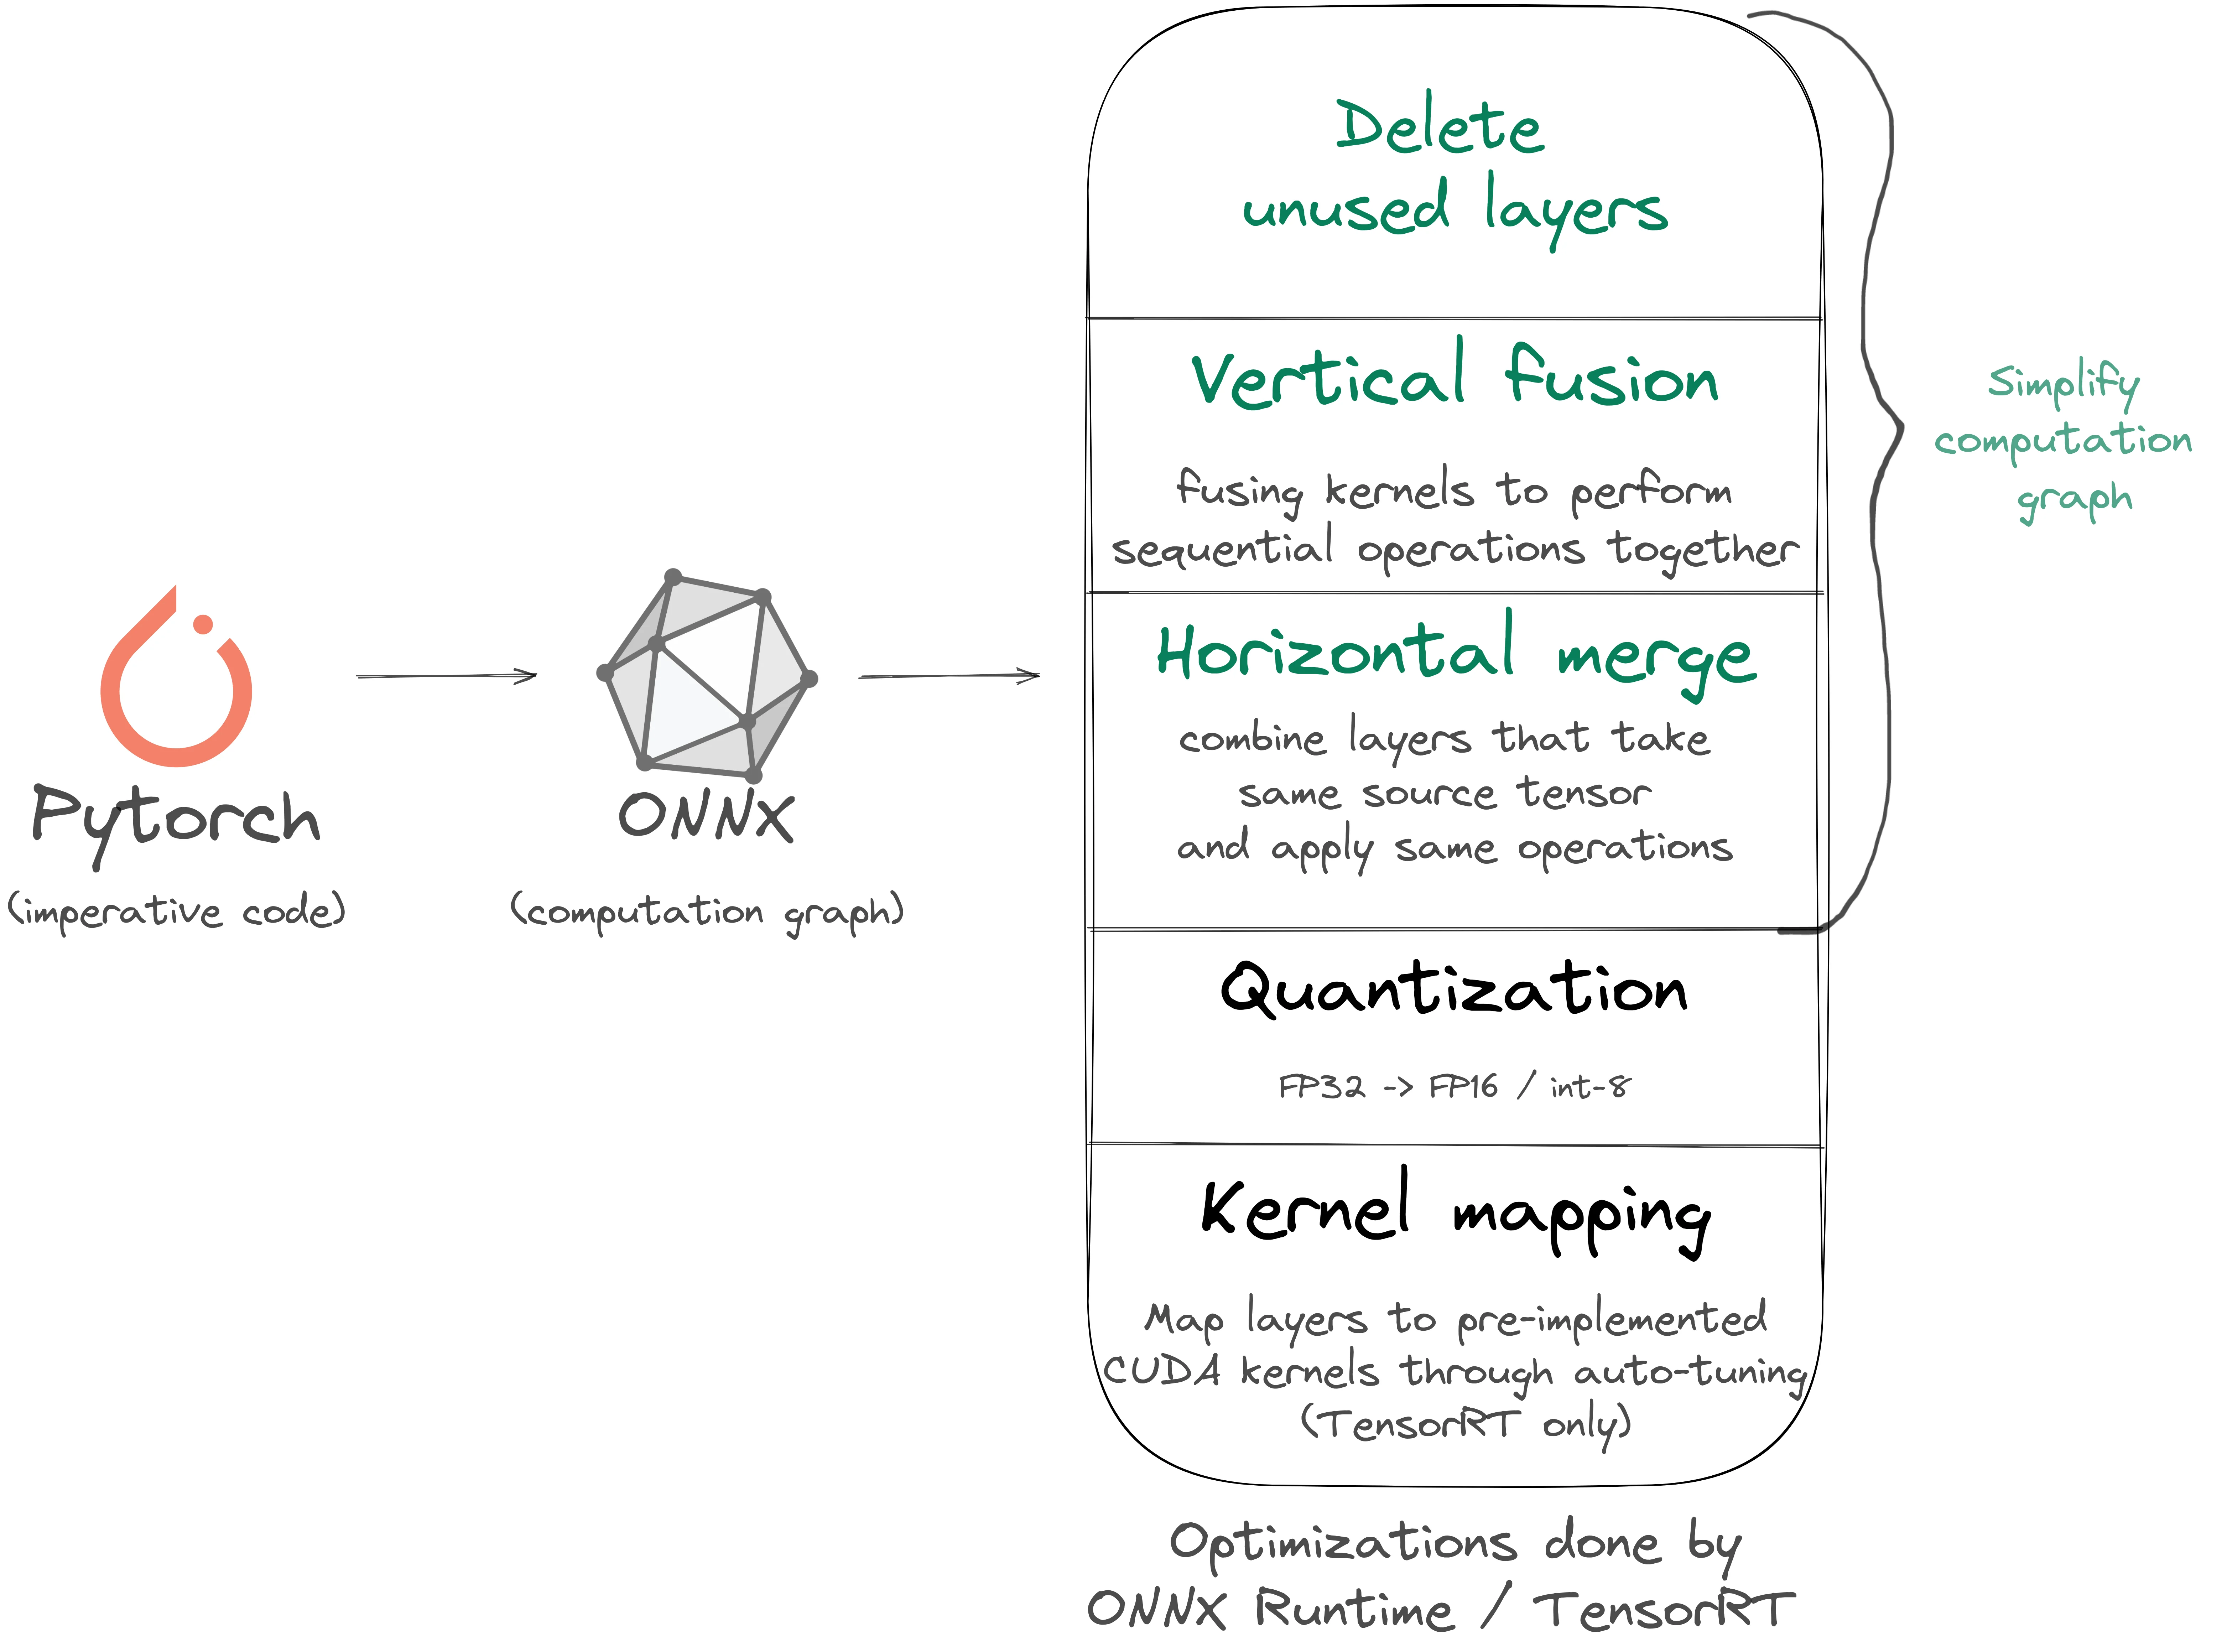 Pytorch
(imperative code)
ONNX
(computation graph)
Delete
unused layers
Vertical fusion
fusing kernels to perform
sequential operations together
Horizontal merge
combine layers that take
same source tensor
and apply same operations
Quantization
FP32 -> FP16 / int-8
Kernel mapping
Map layers to pre-implemented
CUDA kernels through auto-tuning
(TensorRT only)
Optimizations done by
ONNX Runtime / TensorRT
Simplify
computation
graph